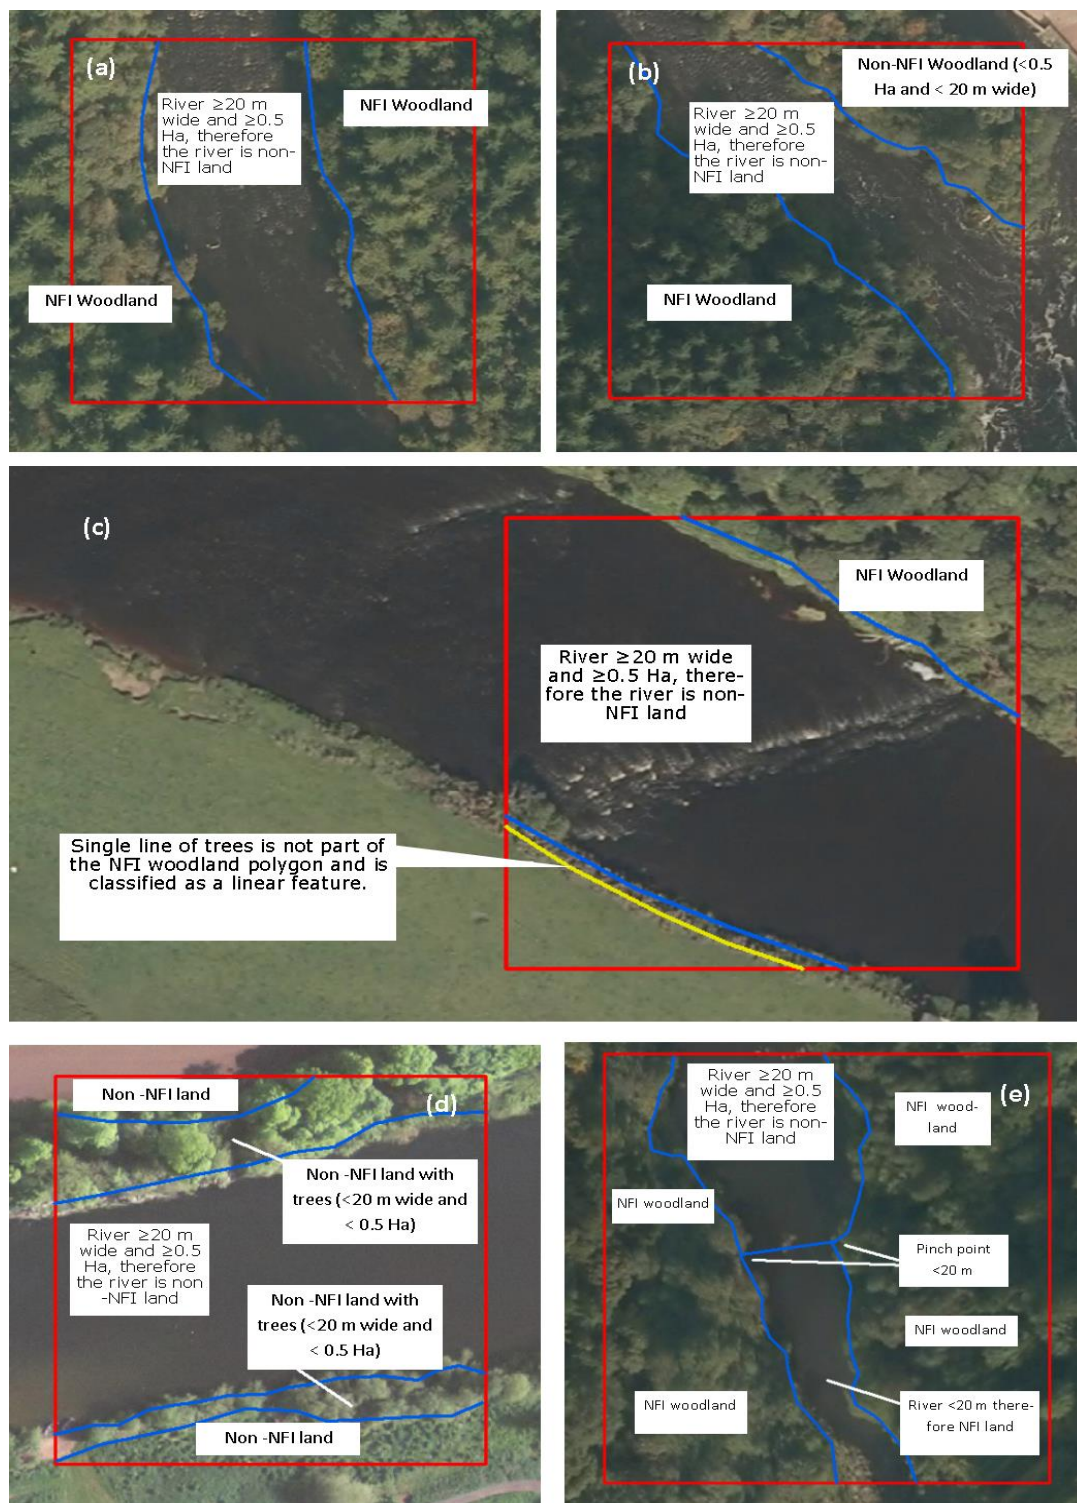 (a)
River ≥20 m
wide and ≥0.5
Ha, therefore
the river is non-
NFI land
NFI Woodland
NFI Woodland
(b)
Non-NFI Woodland (<0.5
Ha and < 20 m wide)
River ≥20 m
wide and ≥0.5
Ha, therefore
the river is non-
NFI land
NFI Woodland
(c)
NFI Woodland
River ≥20 m wide
and ≥0.5 Ha, there-
fore the river is non-
NFI land
Single line of trees is not part of
the NFI woodland polygon and is
classified as a linear feature.
(d)
Non -NFI land
Non -NFI land with
trees (<20 m wide and
< 0.5 Ha)
River ≥20 m
wide and ≥0.5
Ha, therefore
the river is non
-NFI land
Non -NFI land with
trees (<20 m wide and
< 0.5 Ha)
Non -NFI land
(e)
River ≥20 m
wide and ≥0.5
Ha, therefore
the river is non-
NFI land
NFI wood-
land
NFI woodland
Pinch point
<20 m
NFI woodland
NFI woodland
River <20 m there-
fore NFI land